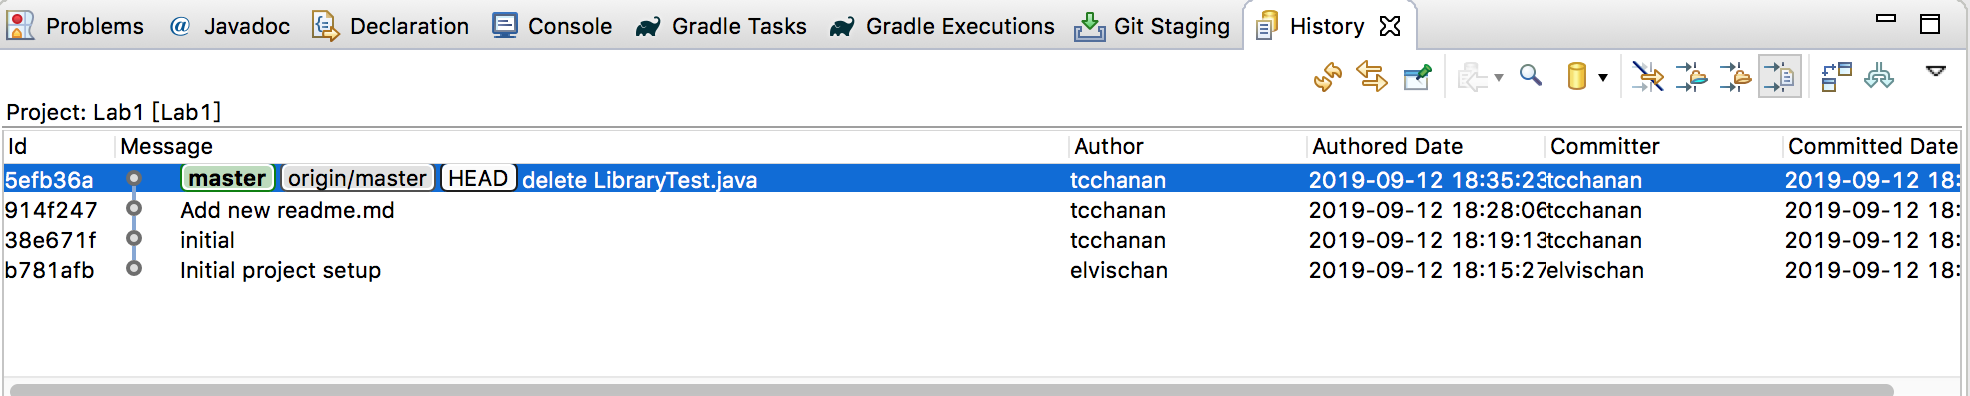 Problems @ Javadoc Declaration Console Gradle Tasks Gradle Executions Git Staging History
Project: Lab1 [Lab1]
Id Message Author Authored Date Committer Committed Date
5efb36a master origin/master HEAD delete LibraryTest.java tcchanan 2019-09-12 18:35:23 tcchanan 2019-09-12 18:
914f247 Add new readme.md tcchanan 2019-09-12 18:28:06 tcchanan 2019-09-12 18:
38e671f initial tcchanan 2019-09-12 18:19:13 tcchanan 2019-09-12 18:
b781afb Initial project setup elvischan 2019-09-12 18:15:27 elvischan 2019-09-12 18: